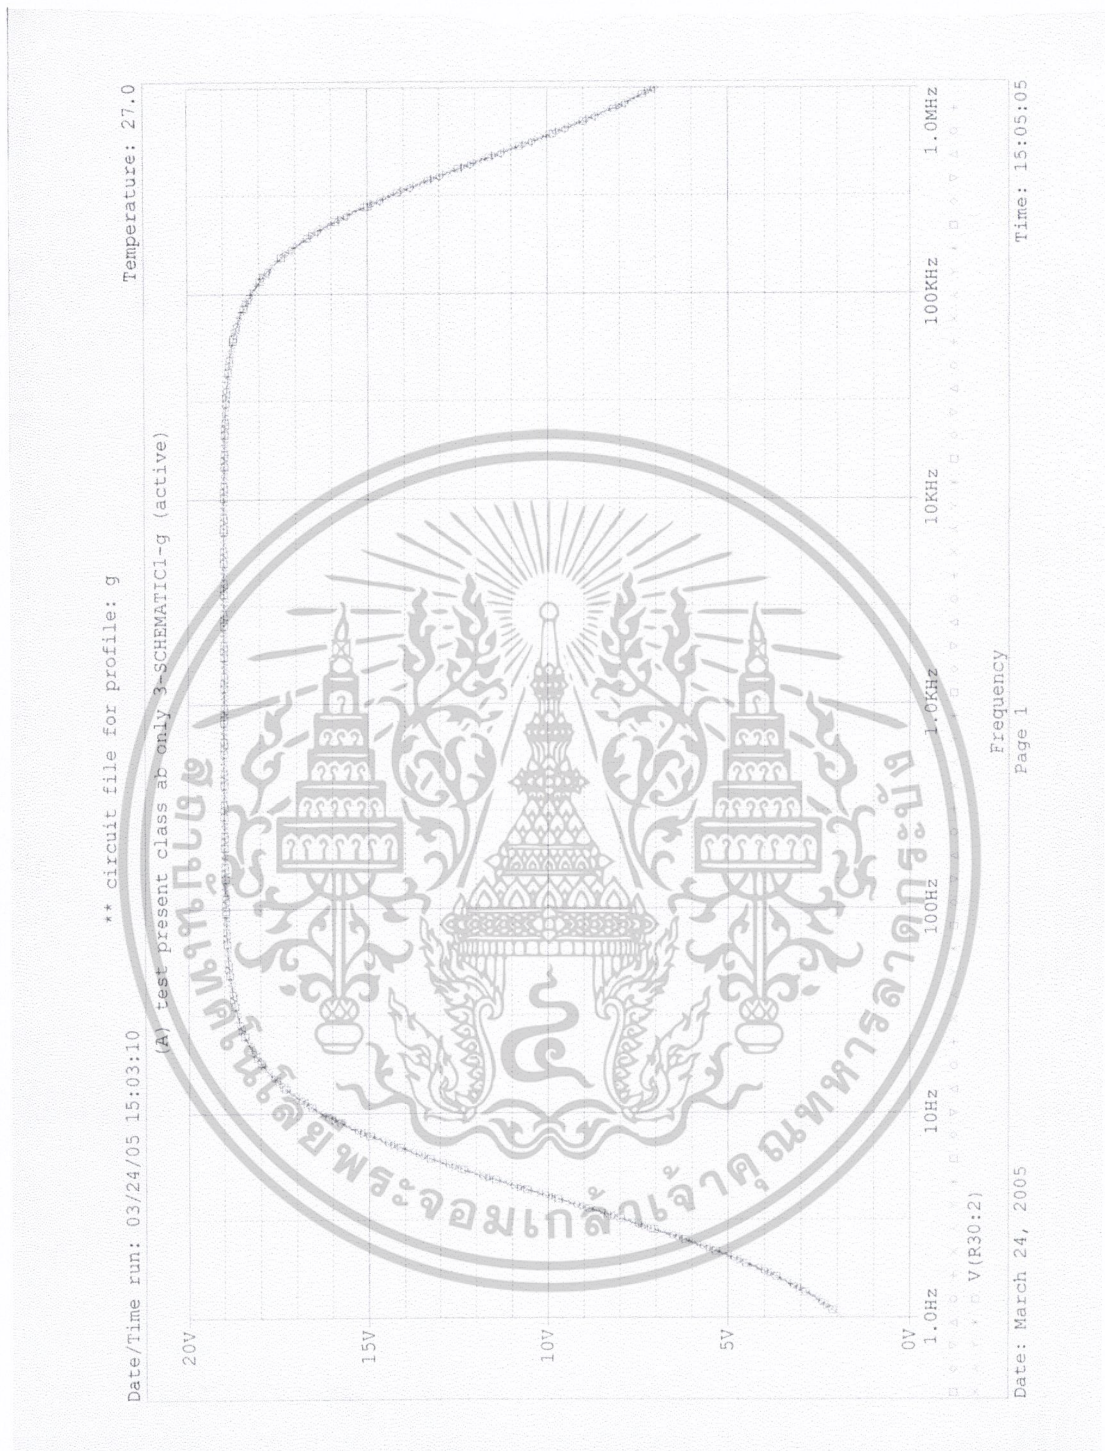 ** circuit file for profile: g
Date/Time run: 03/24/05 15:03:10
Temperature: 27.0
(A) test present class ab only 3-SCHEMATIC1-g (active)
20V
15V
10V
5V
0V
1.0Hz
10Hz
100Hz
1.0KHz
10KHz
100KHz
1.0MHz
V(R30:2)
Frequency
Date: March 24, 2005
Page 1
Time: 15:05:05
สถาบันเทคโนโลยีพระจอมเกล้าเจ้าคุณทหารลาดกระบัง